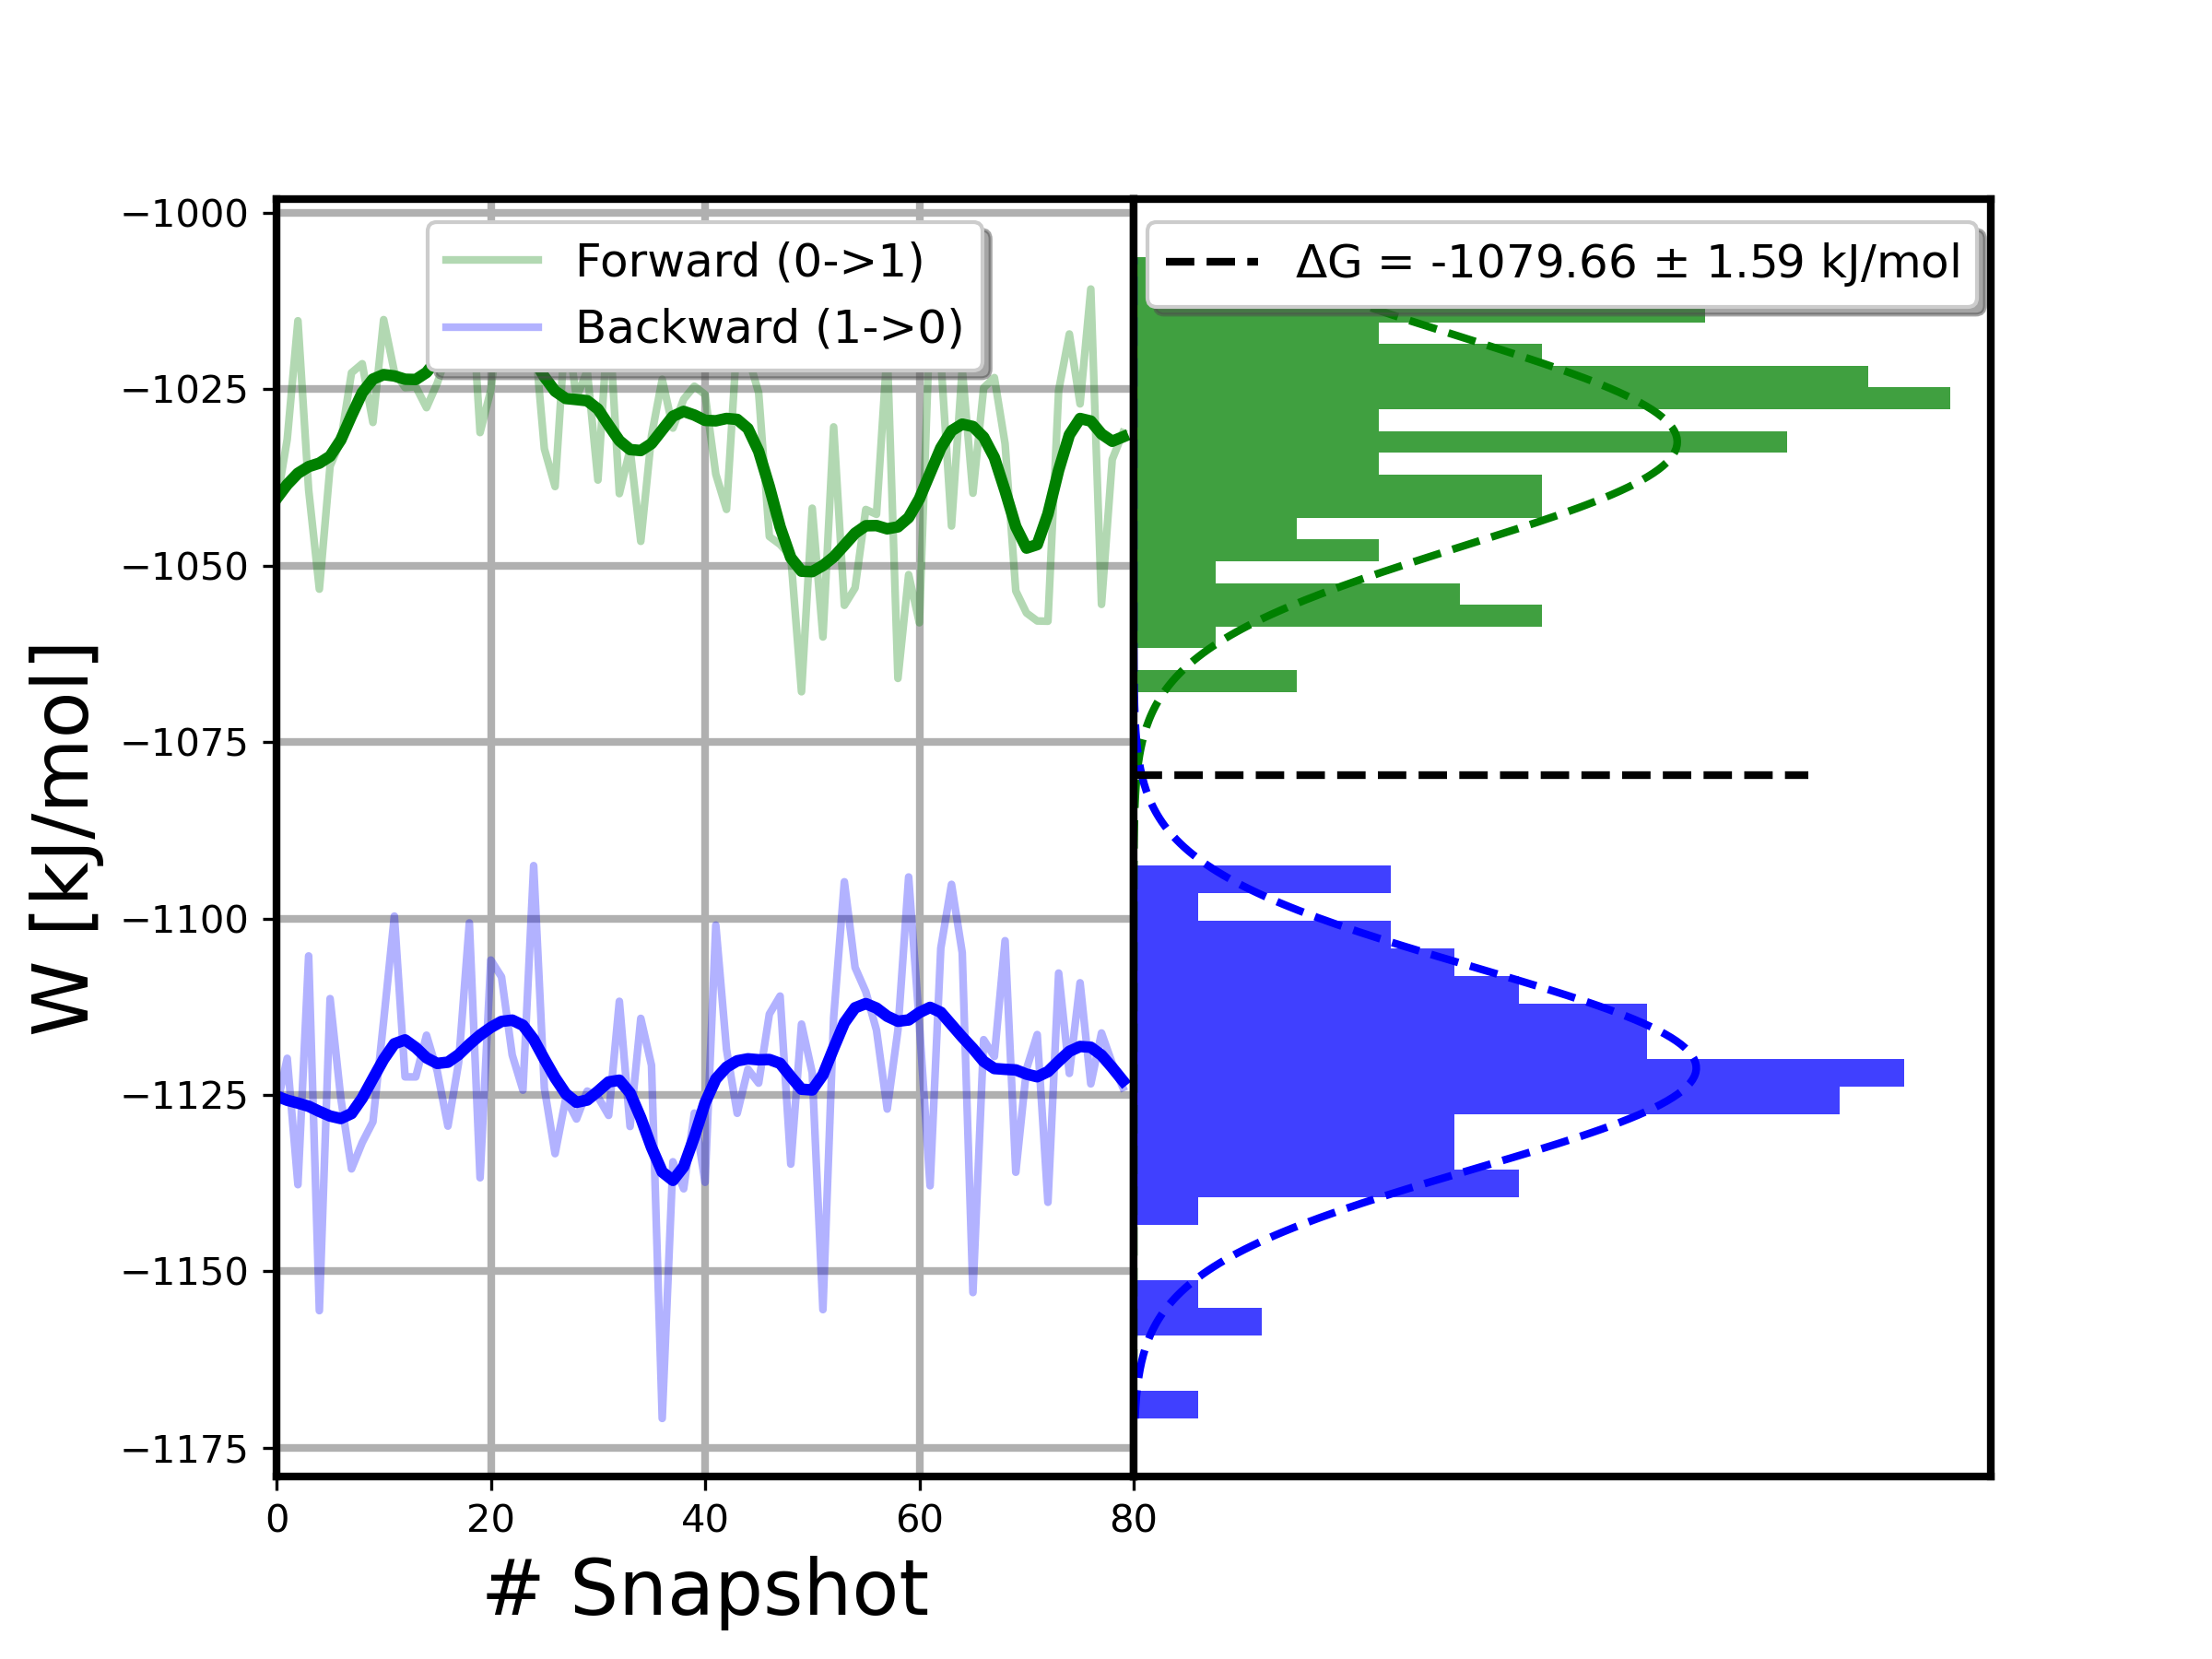 Forward (0->1)
Backward (1->0)
ΔG = -1079.66 ± 1.59 kJ/mol
W [kJ/mol]
−1000
−1025
−1050
−1075
−1100
−1125
−1150
−1175
0 20 40 60 80
# Snapshot